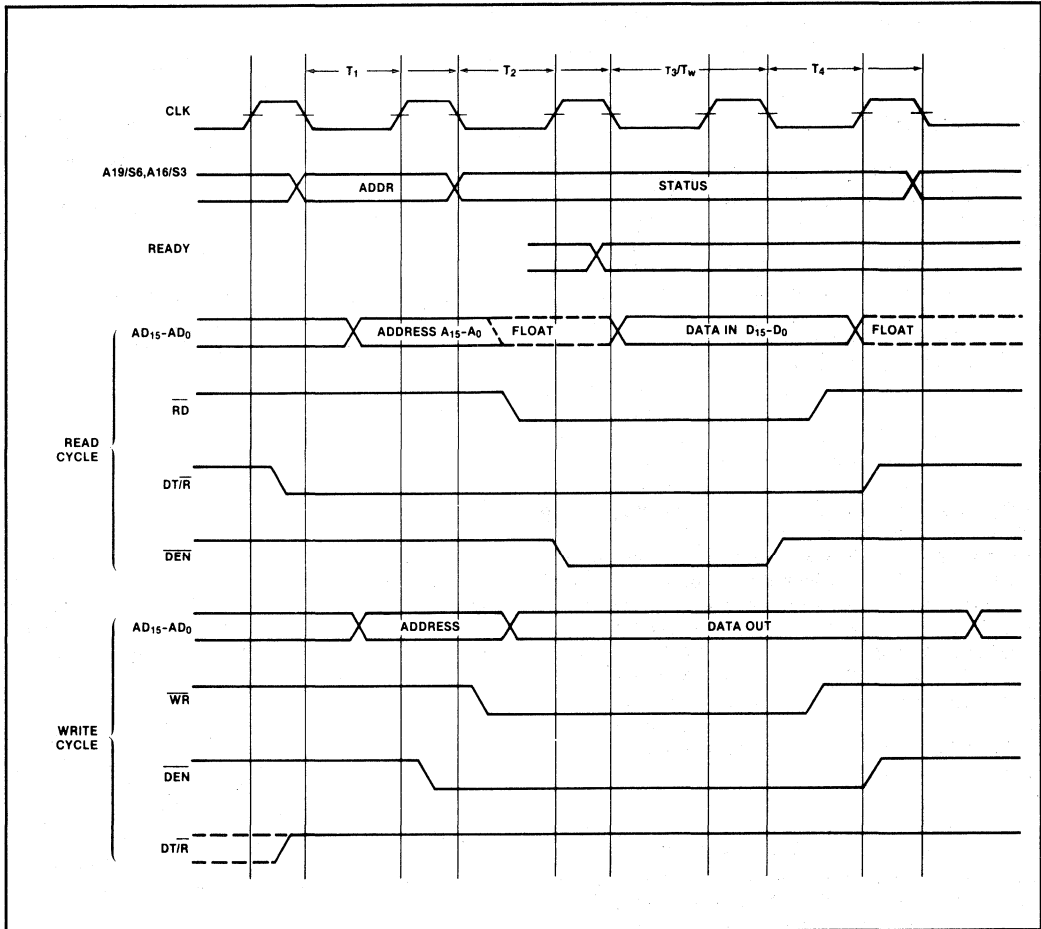 T1 T2 T3/Tw T4
CLK
A19/S6,A16/S3
ADDR STATUS
READY
AD15-AD0 ADDRESS A15-A0 FLOAT DATA IN D15-D0 FLOAT
RD
READ
CYCLE
DT/R
DEN
AD15-AD0 ADDRESS DATA OUT
WR
WRITE
CYCLE
DEN
DT/R